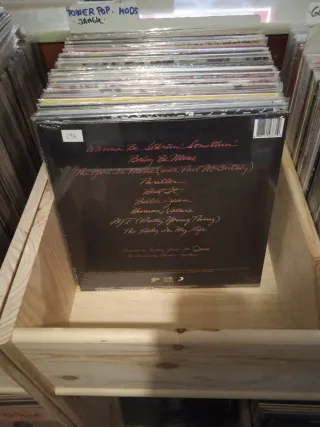 POWER POP - MODS
JANGLE
Wanna Be Startin' Somethin'
Baby Be Mine
The Girl Is Mine (with Paul McCartney)
Thriller
Beat It
Billie Jean
Human Nature
P.Y.T. (Pretty Young Thing)
The Lady In My Life